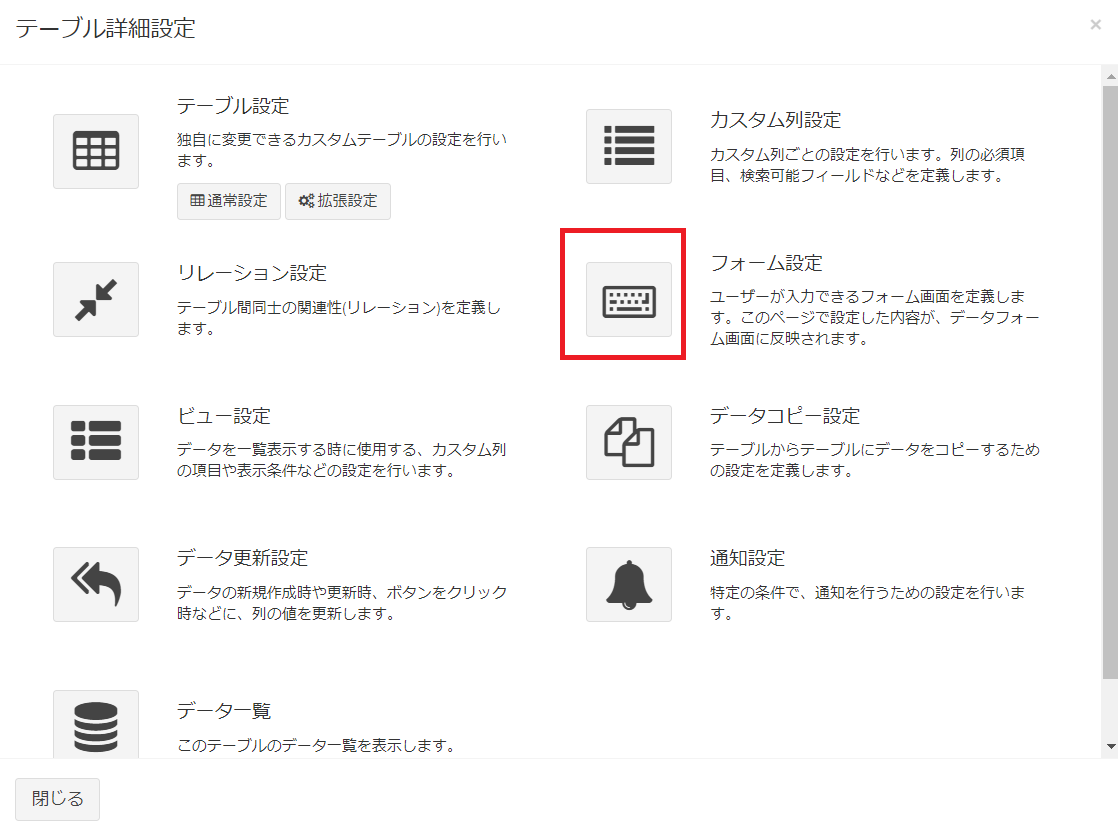 テーブル詳細設定
×
テーブル設定
独自に変更できるカスタムテーブルの設定を行い
ます。
通常設定
拡張設定
カスタム列設定
カスタム列ごとの設定を行います。列の必須項
目、検索可能フィールドなどを定義します。
リレーション設定
テーブル間同士の関連性(リレーション)を定義し
ます。
フォーム設定
ユーザーが入力できるフォーム画面を定義しま
す。このページで設定した内容が、データフォー
ム画面に反映されます。
ビュー設定
データを一覧表示する時に使用する、カスタム列
の項目や表示条件などの設定を行います。
データコピー設定
テーブルからテーブルにデータをコピーするため
の設定を定義します。
データ更新設定
データの新規作成時や更新時、ボタンをクリック
時などに、列の値を更新します。
通知設定
特定の条件で、通知を行うための設定を行いま
す。
データ一覧
このテーブルのデータ一覧を表示します。
閉じる